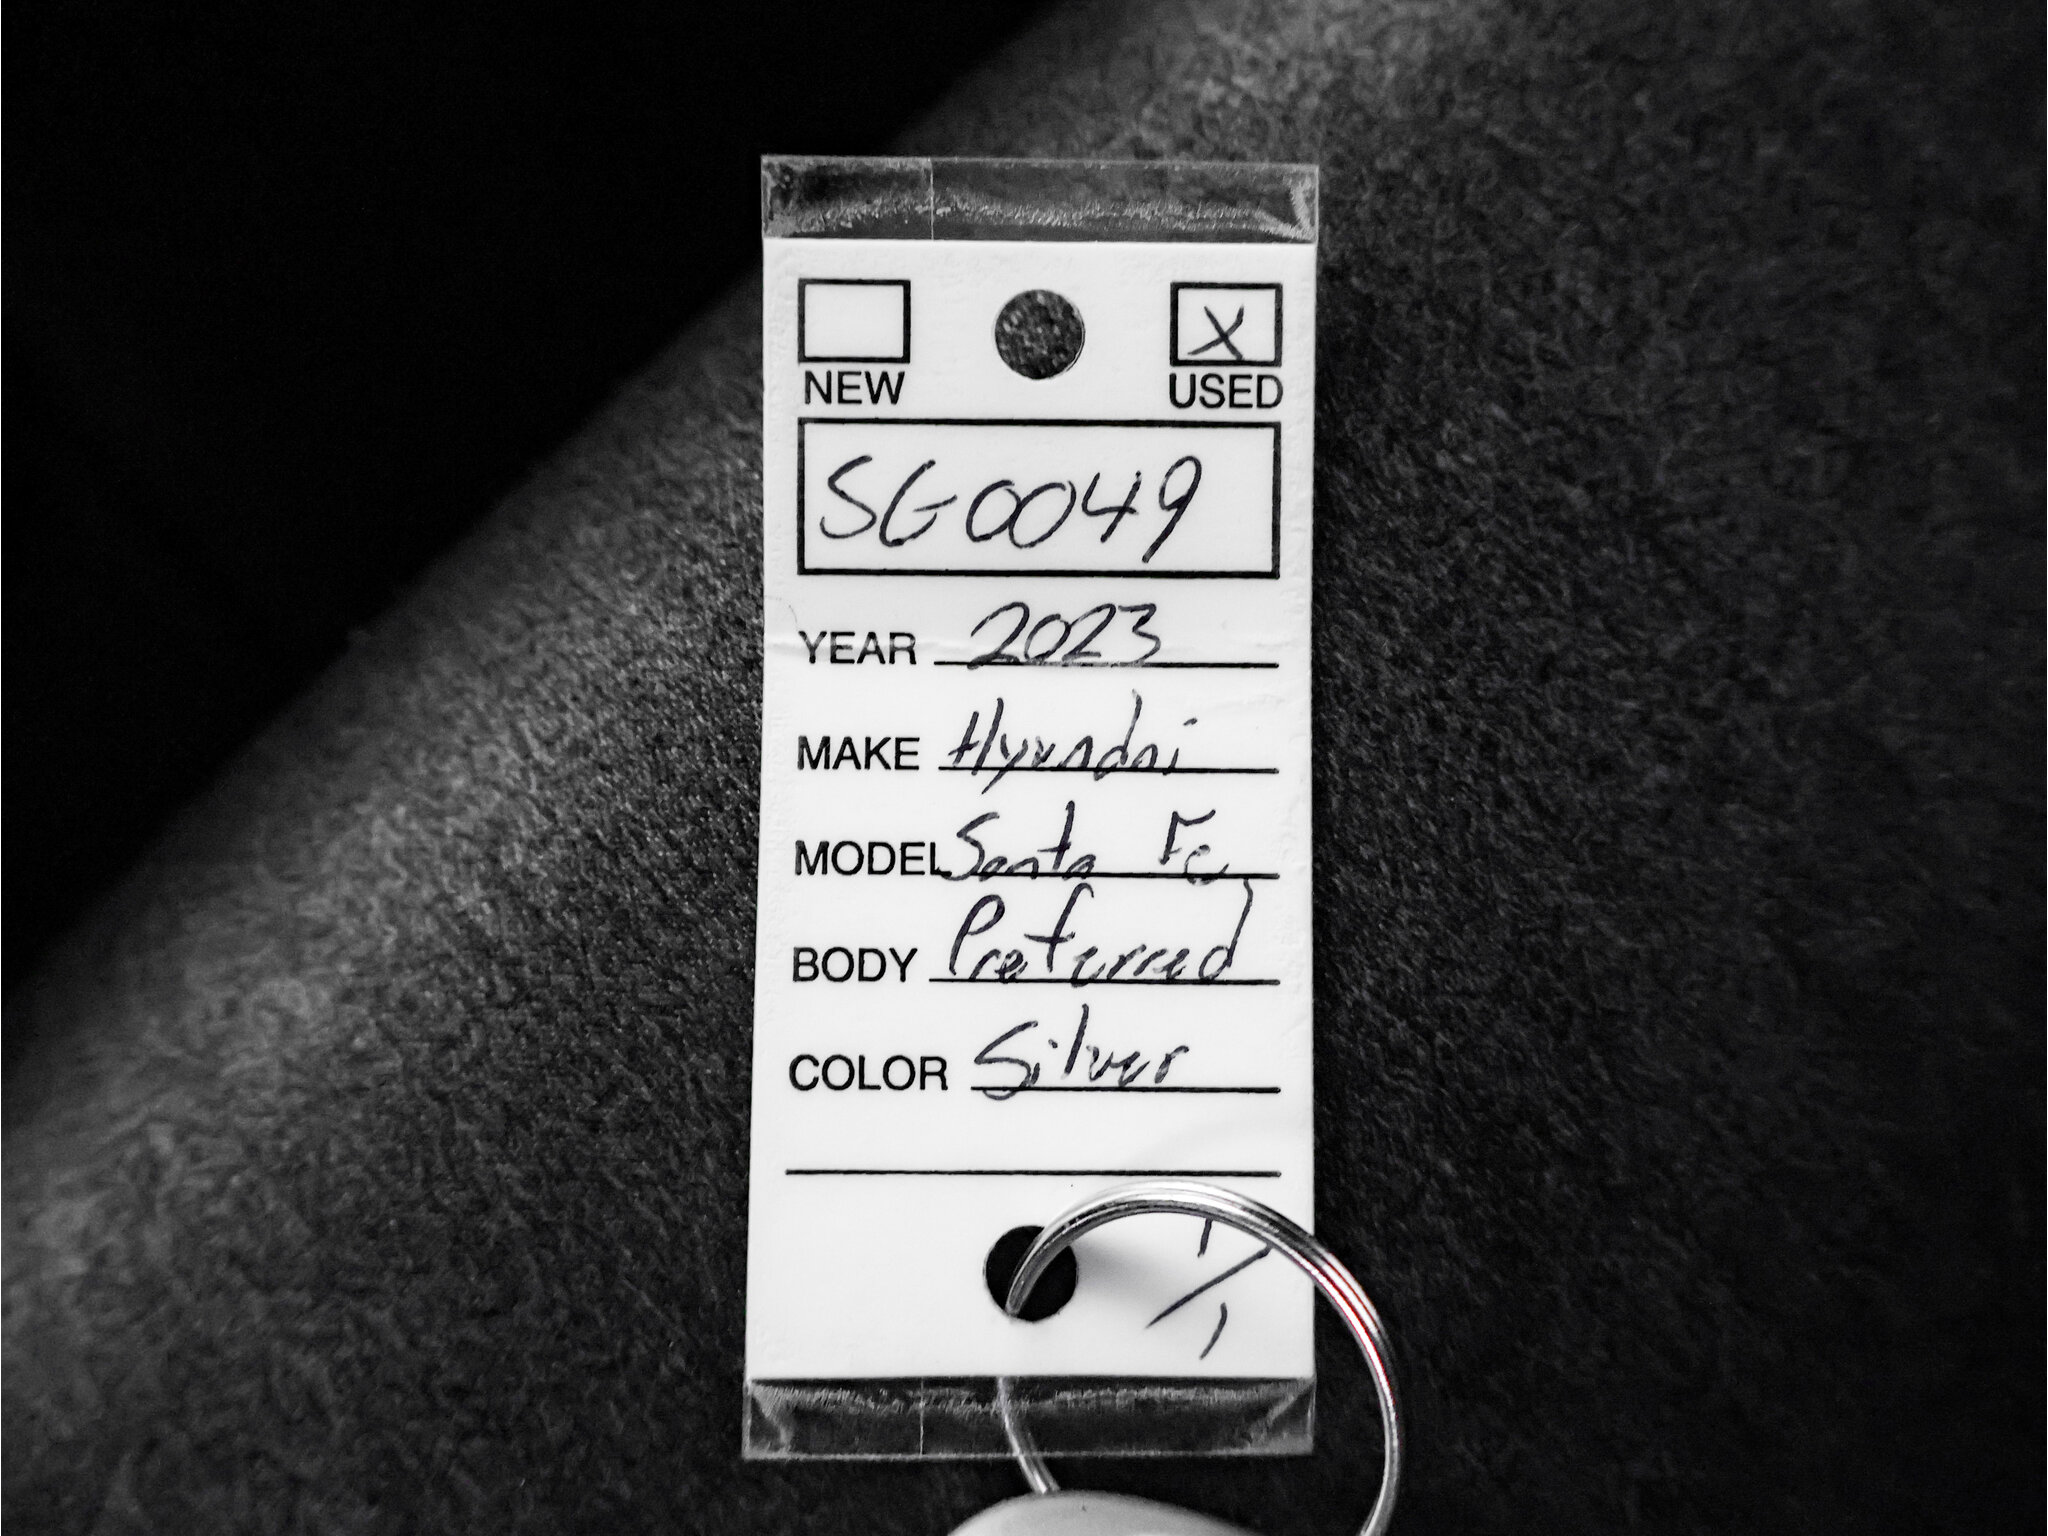 X
NEW USED
SG0049
YEAR 2023
MAKE Hyundai
MODEL Santa Fe
BODY Preferred
COLOR Silver
1/1